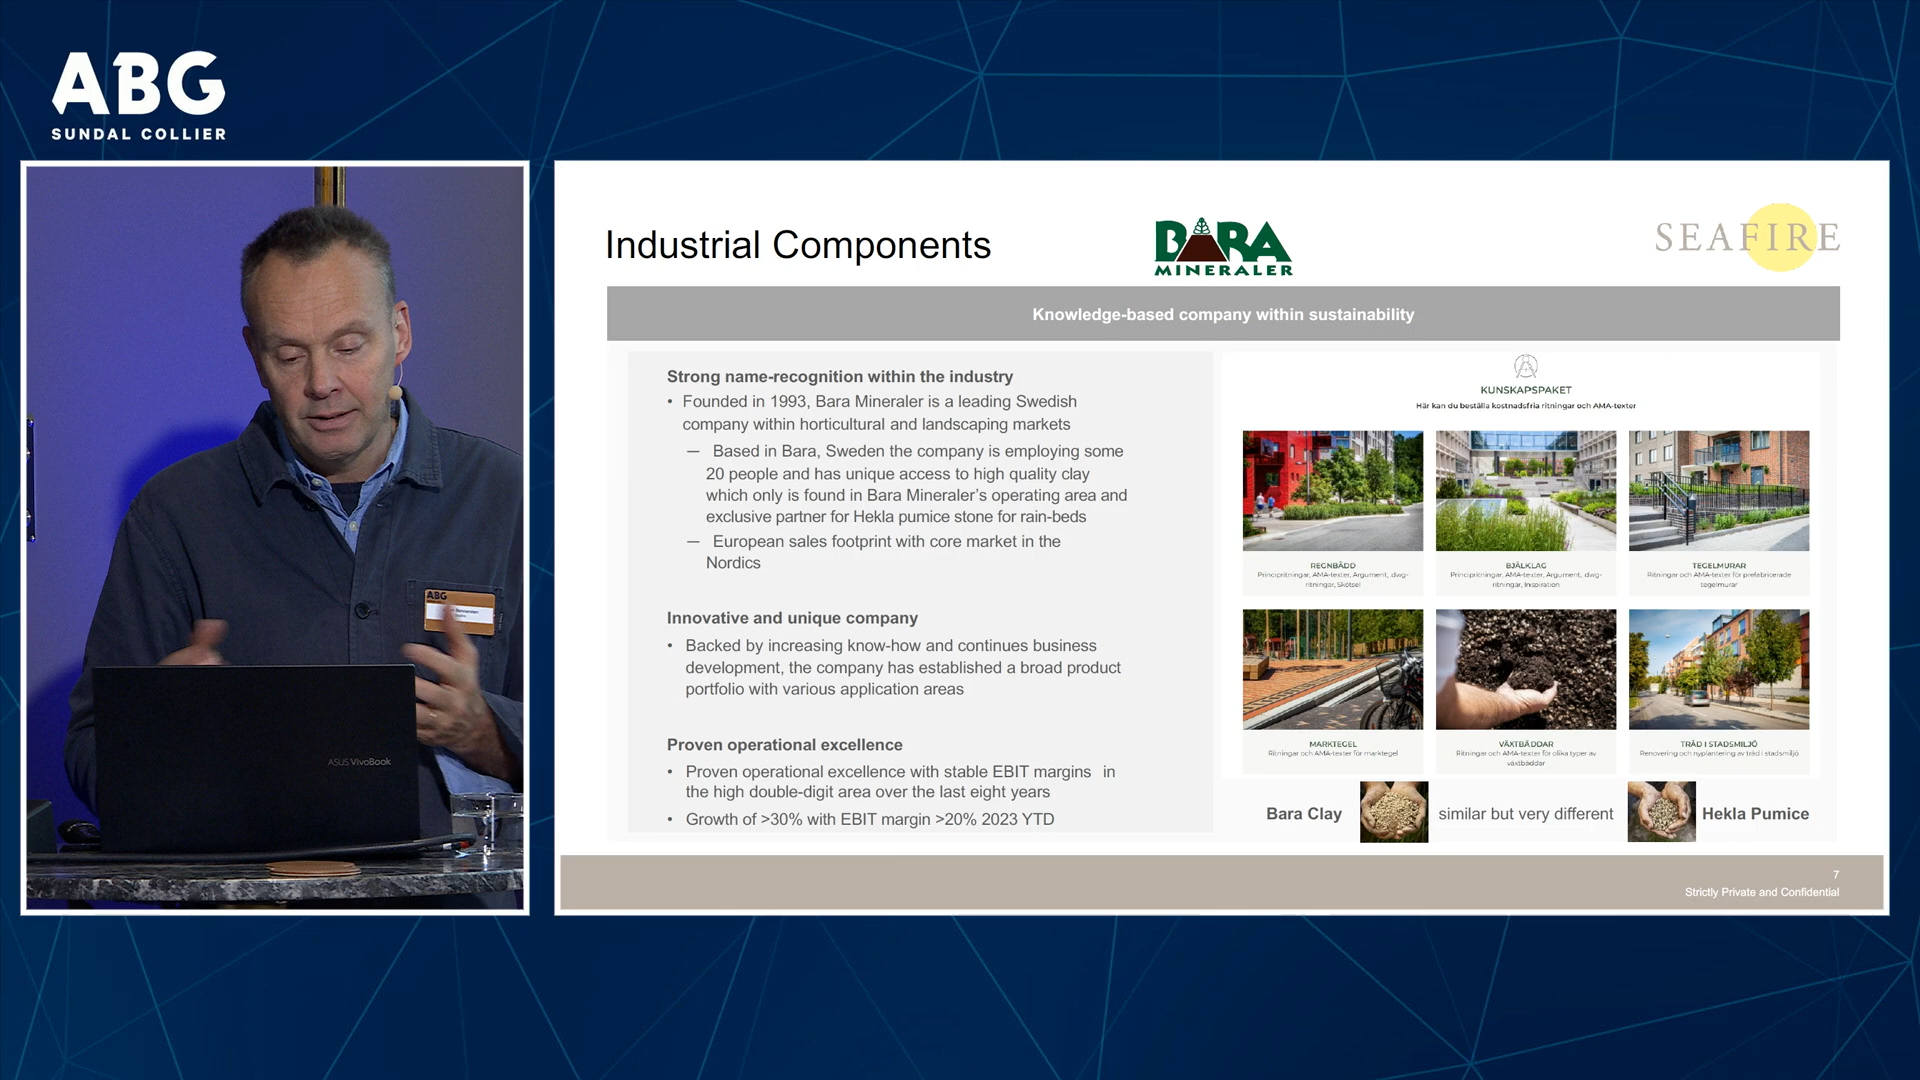 ABG
SUNDAL COLLIER
Industrial Components
BARA
MINERALER
SEAFIRE
Knowledge-based company within sustainability
Strong name-recognition within the industry
• Founded in 1993, Bara Mineraler is a leading Swedish
company within horticultural and landscaping markets
— Based in Bara, Sweden the company is employing some
20 people and has unique access to high quality clay
which only is found in Bara Mineraler's operating area and
exclusive partner for Hekla pumice stone for rain-beds
— European sales footprint with core market in the
Nordics
Innovative and unique company
• Backed by increasing know-how and continues business
development, the company has established a broad product
portfolio with various application areas
Proven operational excellence
• Proven operational excellence with stable EBIT margins in
the high double-digit area over the last eight years
• Growth of >30% with EBIT margin >20% 2023 YTD
KUNSKAPSPAKET
Här kan du beställa kostnadsfria ritningar och AMA-texter
REGNBÄDD
Principritningar, AMA-texter, Argument, dwg-
ritningar, Skötsel
BJÄLKLAG
Principritningar, AMA-texter, Argument, dwg-
ritningar, Inspiration
TEGELMURAR
Ritningar och AMA-texter för prefabricerade
tegelmurar
MARKTEGEL
Ritningar och AMA-texter för marktegel
VÄXTBÄDDAR
Ritningar och AMA-texter för olika typer av
växtbäddar
TRÄD I STADSMILJÖ
Renovering och nyplantering av träd i stadsmiljö
Bara Clay
similar but very different
Hekla Pumice
7
Strictly Private and Confidential
ABG
ASUS VivoBook